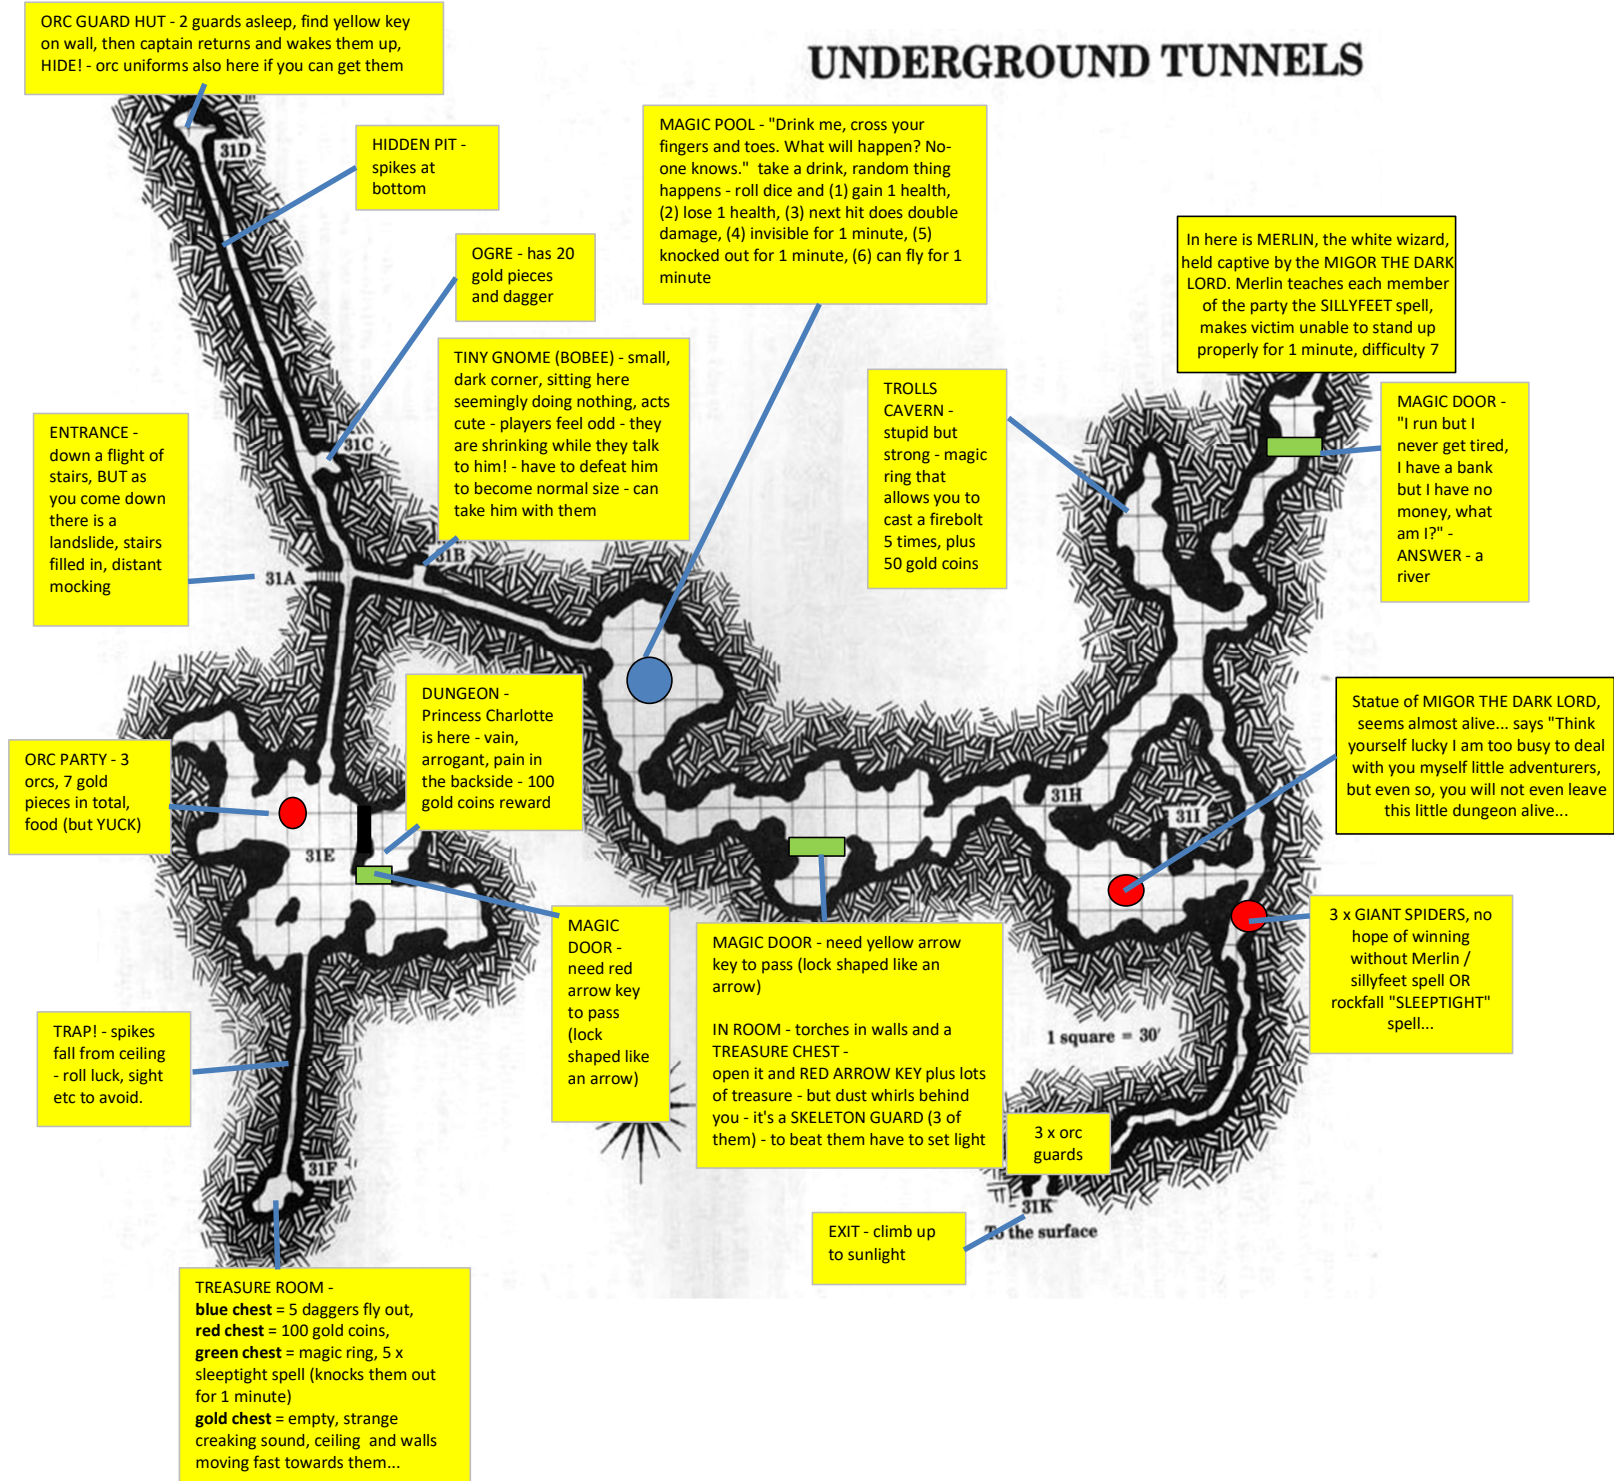 ORC GUARD HUT - 2 guards asleep, find yellow key
on wall, then captain returns and wakes them up,
HIDE! - orc uniforms also here if you can get them
UNDERGROUND TUNNELS
31D
HIDDEN PIT -
spikes at
bottom
MAGIC POOL - "Drink me, cross your
fingers and toes. What will happen? No-
one knows."  take a drink, random thing
happens - roll dice and (1) gain 1 health,
(2) lose 1 health, (3) next hit does double
damage, (4) invisible for 1 minute, (5)
knocked out for 1 minute, (6) can fly for 1
minute
OGRE - has 20
gold pieces
and dagger
In here is MERLIN, the white wizard,
held captive by the MIGOR THE DARK
LORD. Merlin teaches each member
of the party the SILLYFEET spell,
makes victim unable to stand up
properly for 1 minute, difficulty 7
TINY GNOME (BOBEE) - small,
dark corner, sitting here
seemingly doing nothing, acts
cute - players feel odd - they
are shrinking while they talk
to him! - have to defeat him
to become normal size - can
take him with them
TROLLS
CAVERN -
stupid but
strong - magic
ring that
allows you to
cast a firebolt
5 times, plus
50 gold coins
MAGIC DOOR -
"I run but I
never get tired,
I have a bank
but I have no
money, what
am I?" -
ANSWER - a
river
ENTRANCE -
down a flight of
stairs, BUT as
you come down
there is a
landslide, stairs
filled in, distant
mocking
31C
31B
31A
DUNGEON -
Princess Charlotte
is here - vain,
arrogant, pain in
the backside - 100
gold coins reward
Statue of MIGOR THE DARK LORD,
seems almost alive... says "Think
yourself lucky I am too busy to deal
with you myself little adventurers,
but even so, you will not even leave
this little dungeon alive...
ORC PARTY - 3
orcs, 7 gold
pieces in total,
food (but YUCK)
31H
31I
31E
MAGIC
DOOR -
need red
arrow key
to pass
(lock
shaped like
an arrow)
MAGIC DOOR - need yellow arrow
key to pass (lock shaped like an
arrow)
IN ROOM - torches in walls and a
TREASURE CHEST -
open it and RED ARROW KEY plus lots
of treasure - but dust whirls behind
you - it's a SKELETON GUARD (3 of
them) - to beat them have to set light
3 x GIANT SPIDERS, no
hope of winning
without Merlin /
sillyfeet spell OR
rockfall "SLEEPTIGHT"
spell...
TRAP! - spikes
fall from ceiling
- roll luck, sight
etc to avoid.
1 square = 30'
3 x orc
guards
31F
31K
To the surface
EXIT - climb up
to sunlight
TREASURE ROOM -
blue chest = 5 daggers fly out,
red chest = 100 gold coins,
green chest = magic ring, 5 x
sleeptight spell (knocks them out
for 1 minute)
gold chest = empty, strange
creaking sound, ceiling  and walls
moving fast towards them...